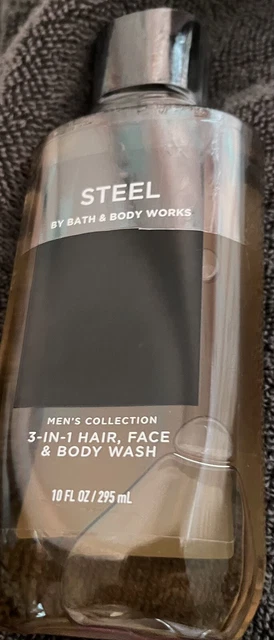 STEEL
BY BATH & BODY WORKS
MEN'S COLLECTION
3-IN-1 HAIR, FACE
& BODY WASH
10 FL OZ / 295 mL